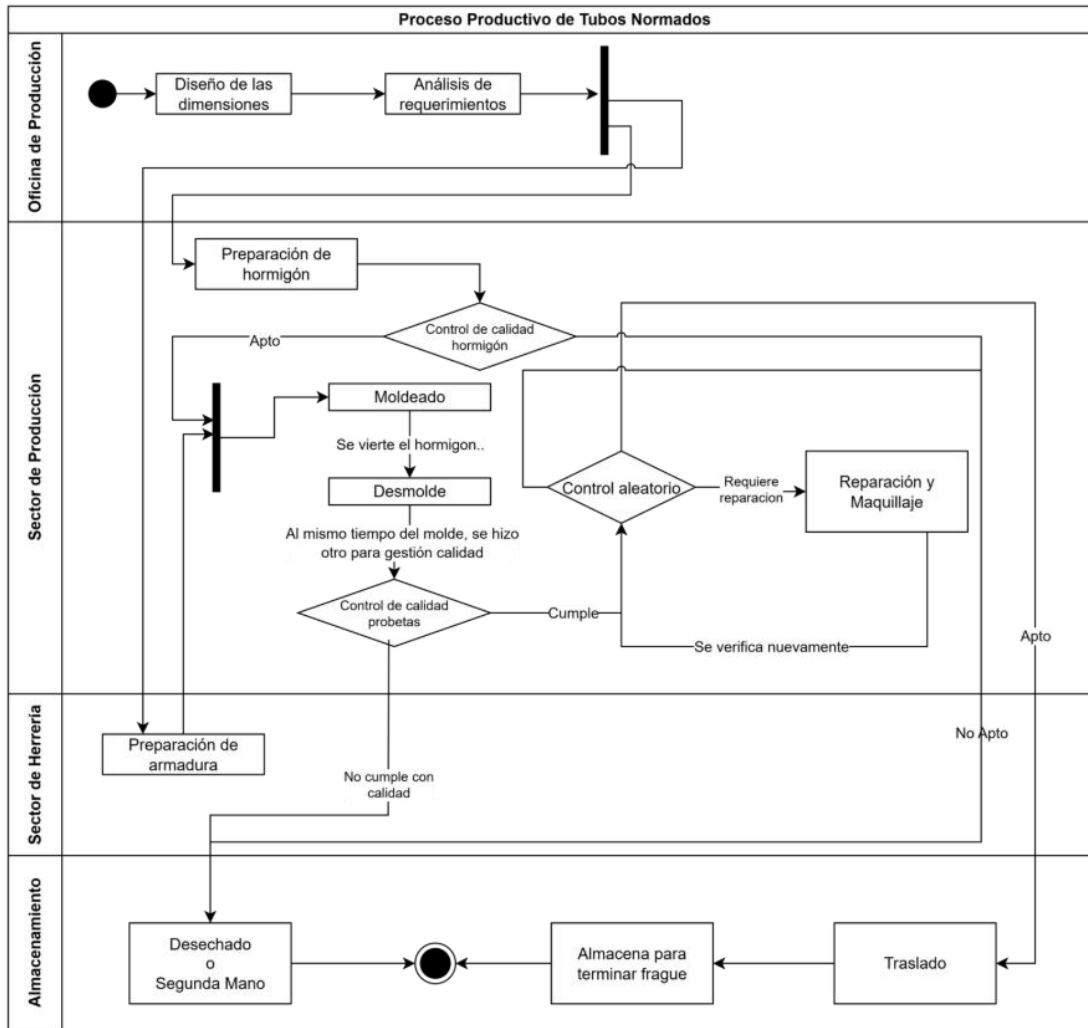 Proceso Productivo de Tubos Normados
Oficina de Producción
Diseño de las
dimensiones
Análisis de
requerimientos
Sector de Producción
Preparación de
hormigón
Control de calidad
hormigón
Apto
Moldeado
Se vierte el hormigon..
Desmolde
Al mismo tiempo del molde, se hizo
otro para gestión calidad
Control de calidad
probetas
Cumple
Control aleatorio
Requiere
reparacion
Reparación y
Maquillaje
Se verifica nuevamente
Apto
Sector de Herrería
Preparación de
armadura
No cumple con
calidad
No Apto
Almacenamiento
Desechado
o
Segunda Mano
Almacena para
terminar frague
Traslado